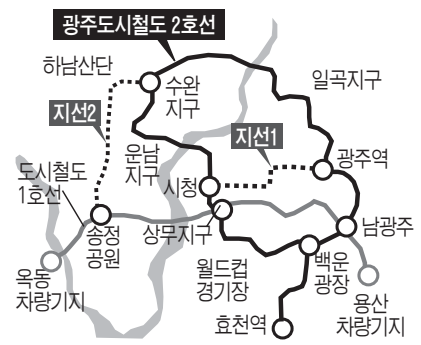 광주도시철도 2호선
하남산단
수완
지구
일곡지구
지선2
지선1
운남
지구
광주역
도시철도
1호선
시청
송정
공원
상무지구
남광주
월드컵
경기장
백운
광장
옥동
차량기지
용산
차량기지
효천역